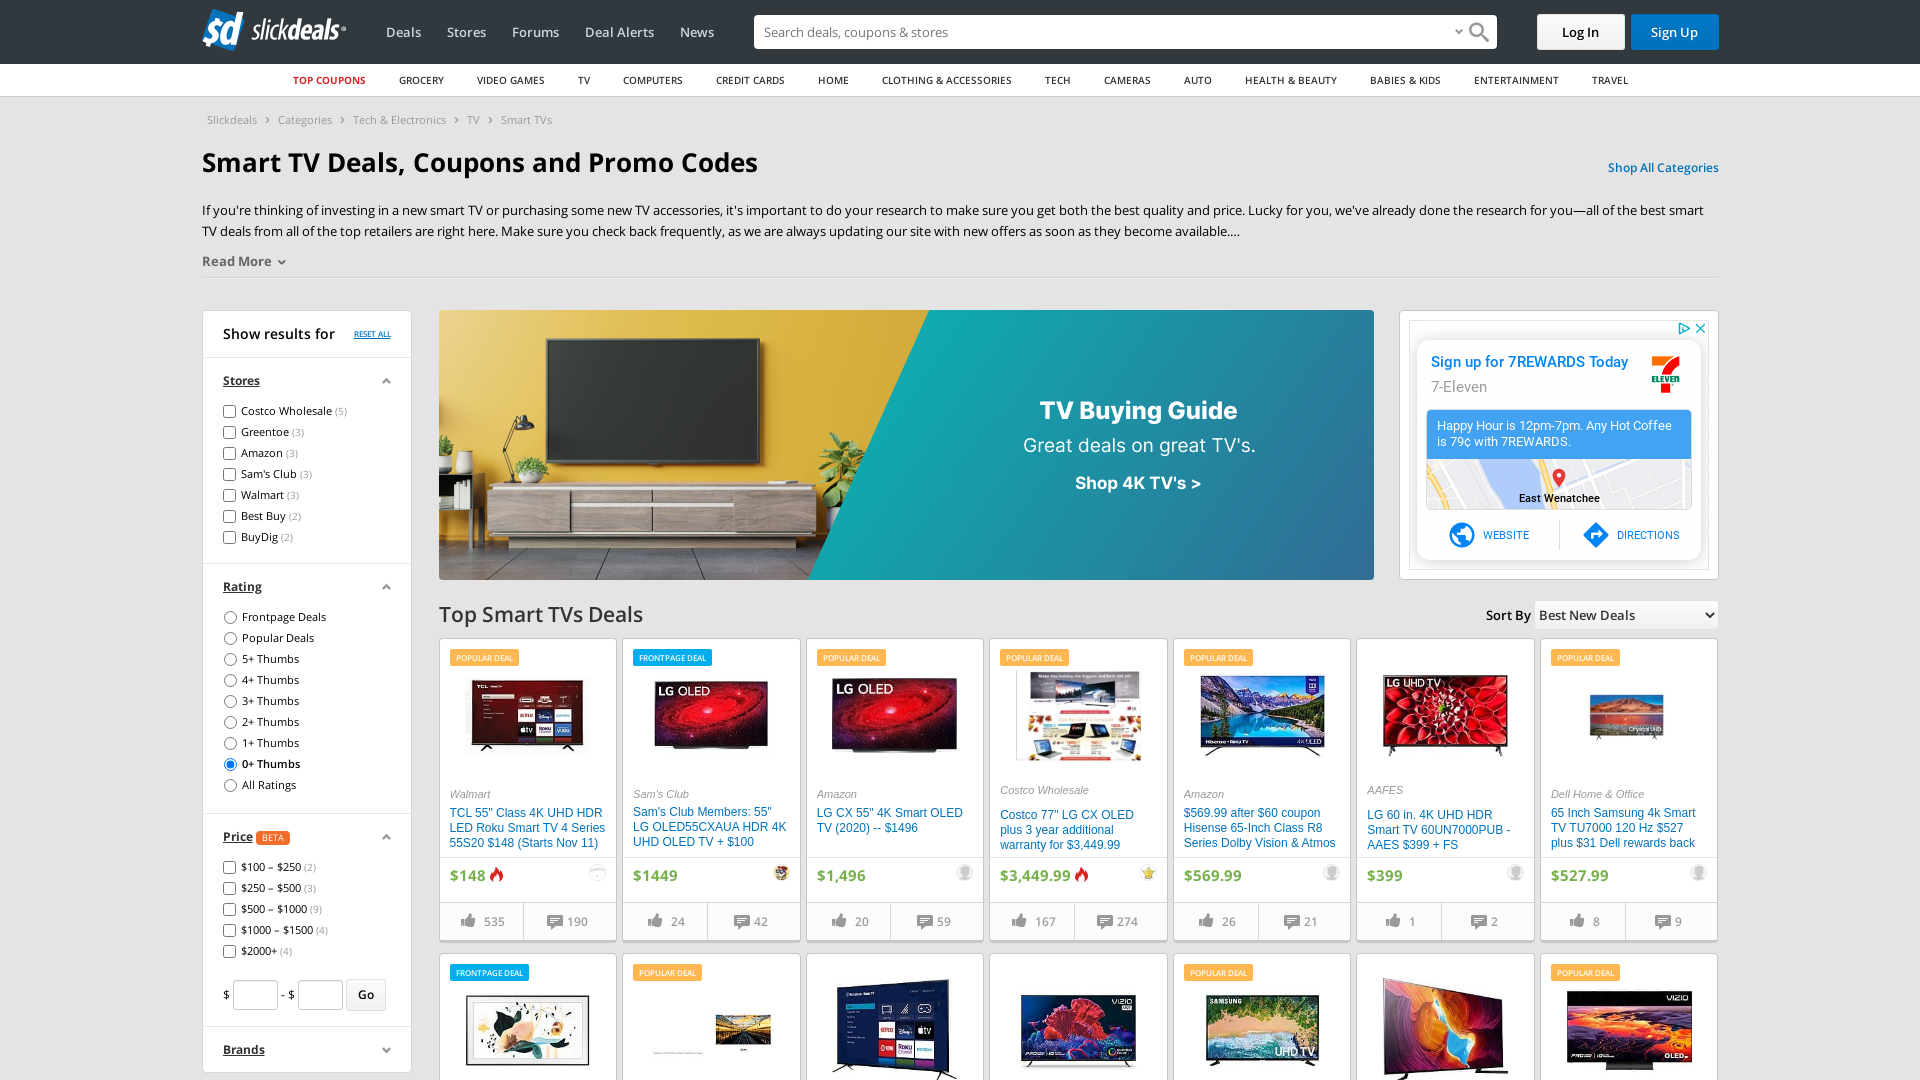 slickdeals
Deals
Stores
Forums
Deal Alerts
News
Search deals, coupons & stores
Log In
Sign Up
TOP COUPONS
GROCERY
VIDEO GAMES
TV
COMPUTERS
CREDIT CARDS
HOME
CLOTHING & ACCESSORIES
TECH
CAMERAS
AUTO
HEALTH & BEAUTY
BABIES & KIDS
ENTERTAINMENT
TRAVEL
Slickdeals > Categories > Tech & Electronics > TV > Smart TVs
Smart TV Deals, Coupons and Promo Codes
Shop All Categories
If you're thinking of investing in a new smart TV or purchasing some new TV accessories, it's important to do your research to make sure you get both the best quality and price. Lucky for you, we've already done the research for you—all of the best smart
TV deals from all of the top retailers are right here. Make sure you check back frequently, as we are always updating our site with new offers as soon as they become available....
Read More
Show results for
RESET ALL
Stores
Costco Wholesale (5)
Greentoe (3)
Amazon (3)
Sam's Club (3)
Walmart (3)
Best Buy (2)
BuyDig (2)
Rating
Frontpage Deals
Popular Deals
5+ Thumbs
4+ Thumbs
3+ Thumbs
2+ Thumbs
1+ Thumbs
0+ Thumbs
All Ratings
Price BETA
$100 – $250 (2)
$250 – $500 (3)
$500 – $1000 (9)
$1000 – $1500 (4)
$2000+ (4)
$ - $ Go
Brands
TV Buying Guide
Great deals on great TV's.
Shop 4K TV's >
Sign up for 7REWARDS Today
7-Eleven
ELEVEN
Happy Hour is 12pm-7pm. Any Hot Coffee
is 79¢ with 7REWARDS.
East Wenatchee
WEBSITE
DIRECTIONS
Top Smart TVs Deals
Sort By Best New Deals
POPULAR DEAL
TCL
Walmart
TCL 55" Class 4K UHD HDR
LED Roku Smart TV 4 Series
55S20 $148 (Starts Nov 11)
$148
535
190
FRONTPAGE DEAL
LG OLED
Sam's Club
Sam's Club Members: 55"
LG OLED55CXAUA HDR 4K
UHD OLED TV + $100
$1449
24
42
POPULAR DEAL
LG OLED
Amazon
LG CX 55" 4K Smart OLED
TV (2020) -- $1496
$1,496
20
59
POPULAR DEAL
Costco Wholesale
Costco 77" LG CX OLED
plus 3 year additional
warranty for $3,449.99
$3,449.99
167
274
POPULAR DEAL
Hisense
4K ULED
Amazon
$569.99 after $60 coupon
Hisense 65-Inch Class R8
Series Dolby Vision & Atmos
$569.99
26
21
LG UHD TV
AAFES
LG 60 in. 4K UHD HDR
Smart TV 60UN7000PUB -
AAES $399 + FS
$399
1
2
POPULAR DEAL
Crystal UHD
Dell Home & Office
65 Inch Samsung 4k Smart
TV TU7000 120 Hz $527
plus $31 Dell rewards back
$527.99
8
9
FRONTPAGE DEAL
POPULAR DEAL
VIZIO
POPULAR DEAL
SAMSUNG
UHD TV
POPULAR DEAL
VIZIO
OLED